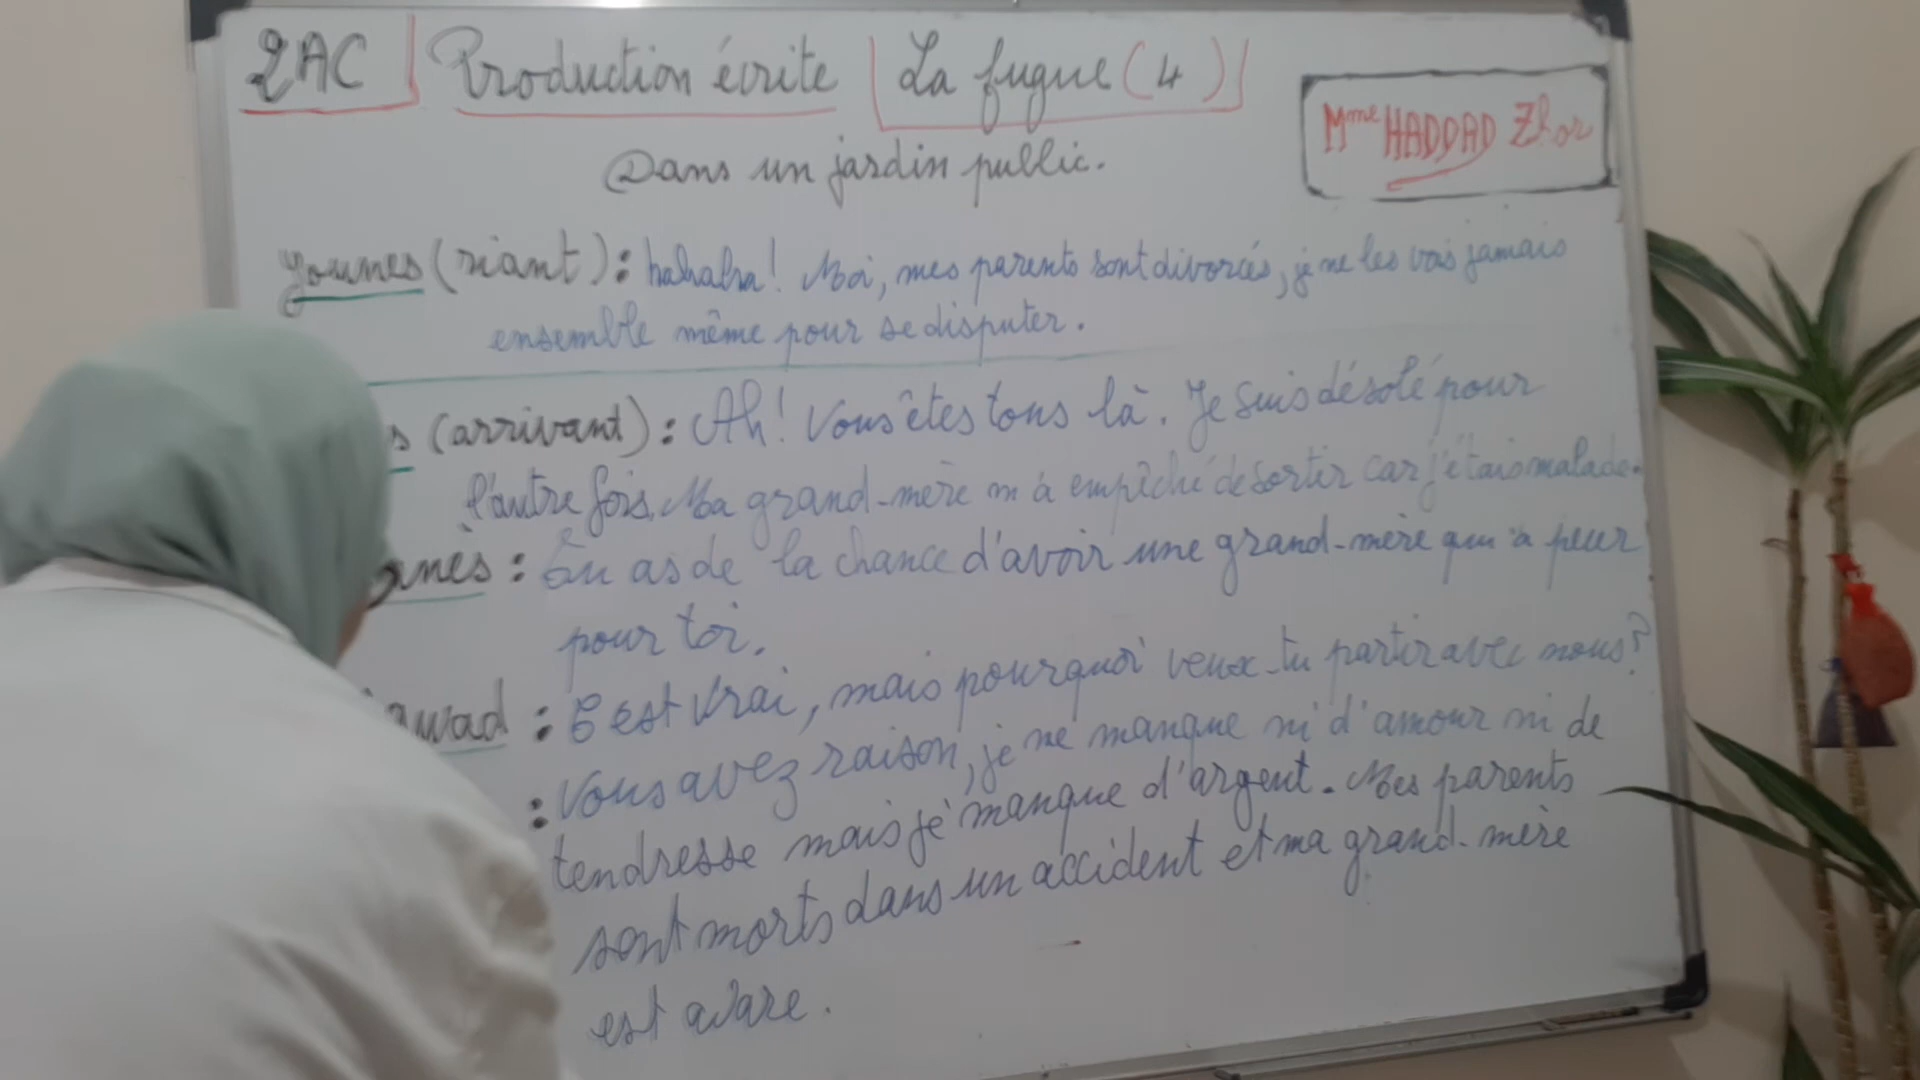 2AC Production écrite La fugue (4)
Mme HADDAD Zhor
Dans un jardin public.
Younes (riant) : hahaha! Moi, mes parents sont divorcés, je ne les vois jamais
ensemble même pour se disputer.
s (arrivant) : Ah! Vous êtes tous là. Je suis désolé pour
l'autre fois. Ma grand-mère m'a empêché de sortir car j'étais malade.
nes : Tu as de la chance d'avoir une grand-mère qui a peur
pour toi.
awad : C'est vrai, mais pourquoi veux-tu partir avec nous?
: Vous avez raison, je ne manque ni d'amour ni de
tendresse mais je manque d'argent. Mes parents
sont morts dans un accident et ma grand-mère
est avare.